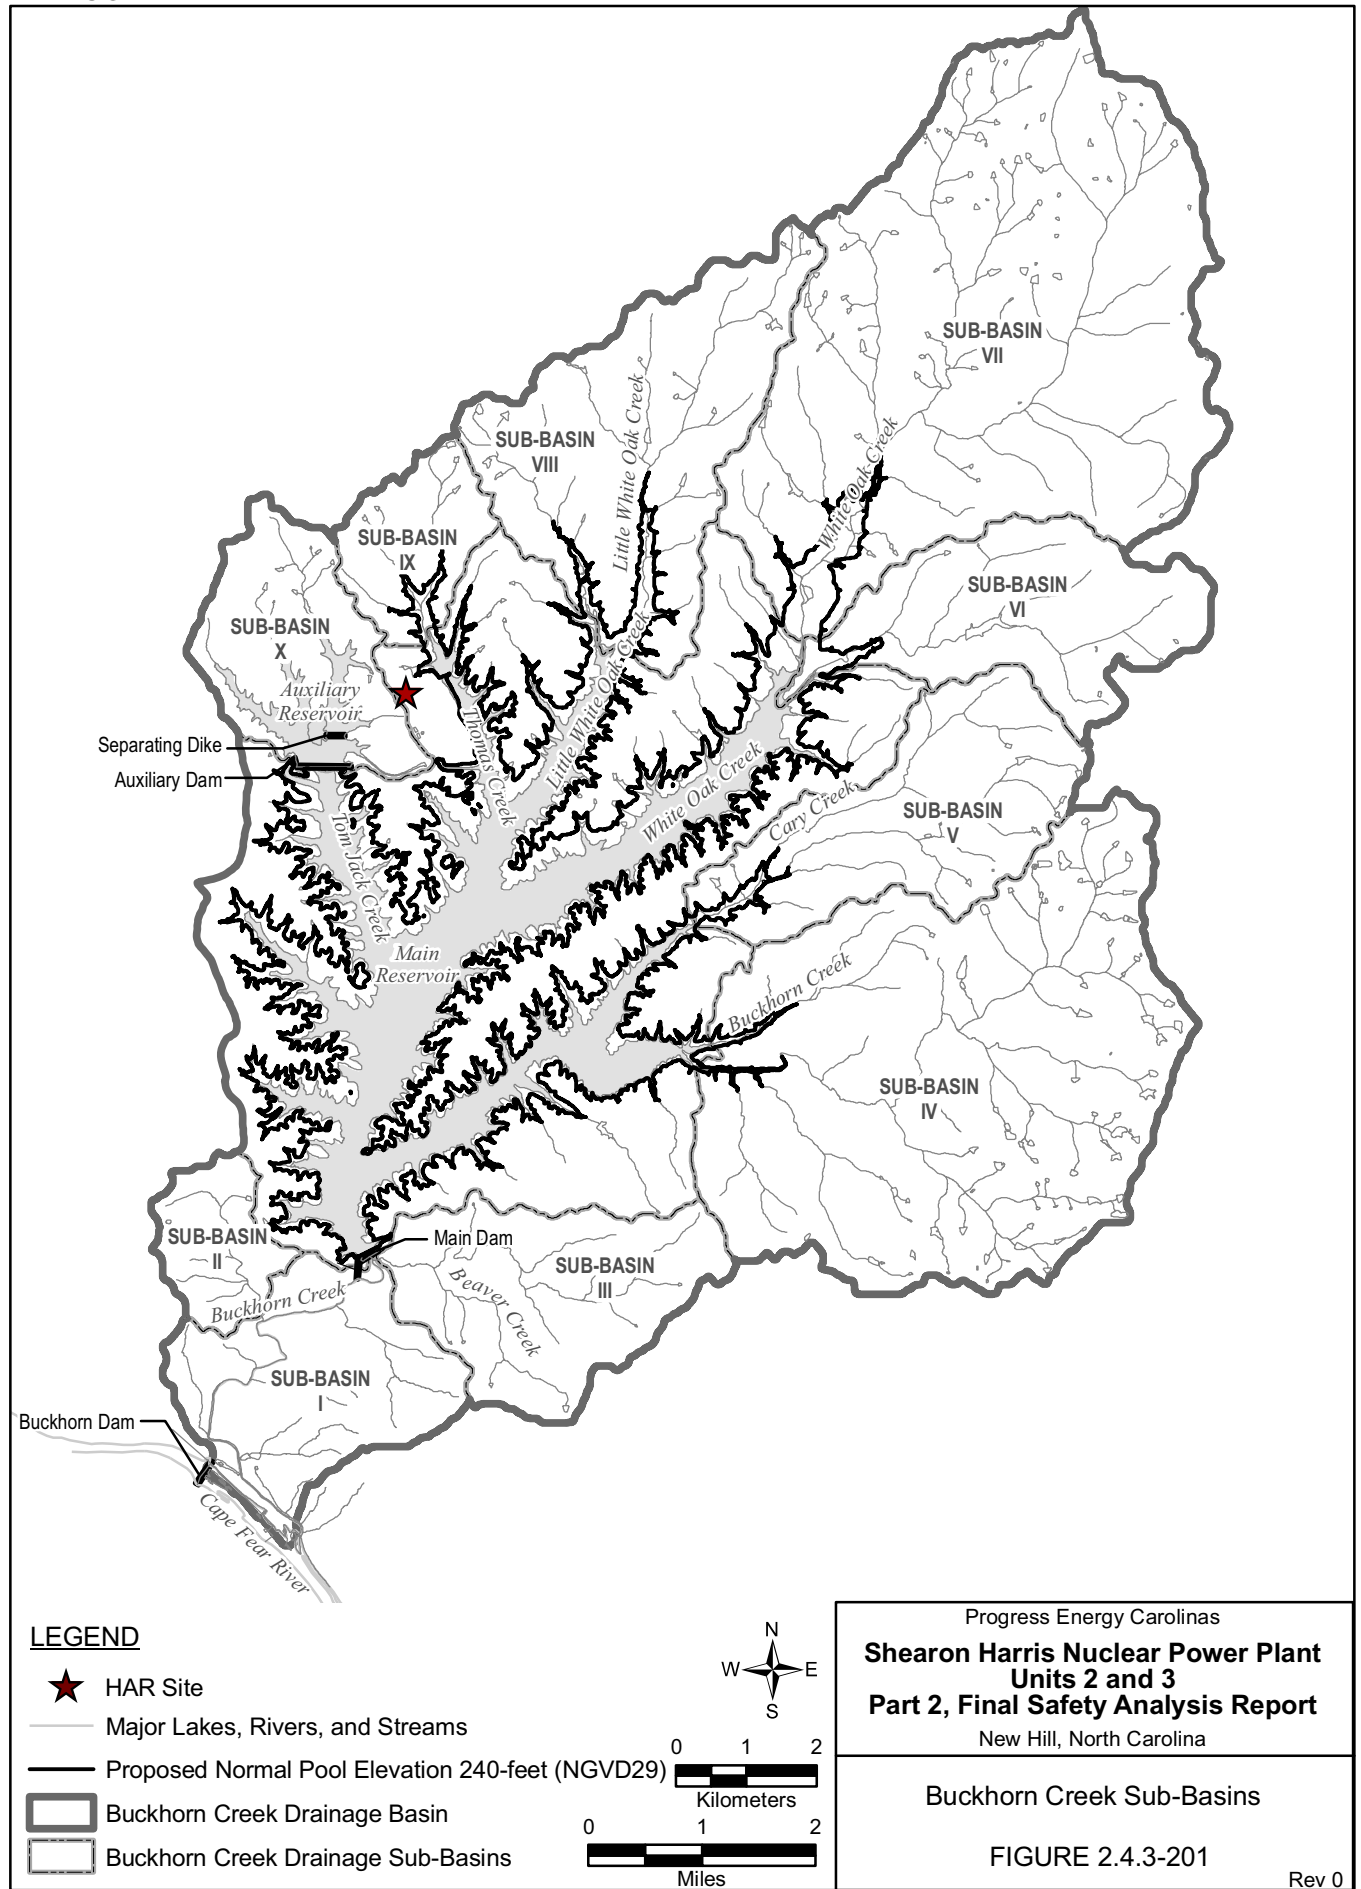 SUB-BASIN
VII
SUB-BASIN
VIII
Little White Oak Creek
White Oak Creek
SUB-BASIN
IX
SUB-BASIN
VI
SUB-BASIN
X
Auxiliary
Reservoir
Separating Dike
Auxiliary Dam
Thomas Creek
Little White Oak Creek
White Oak Creek
Cary Creek
SUB-BASIN
V
Tom Jack Creek
Main
Reservoir
Buckhorn Creek
SUB-BASIN
IV
SUB-BASIN
II
Main Dam
SUB-BASIN
III
Beaver Creek
Buckhorn Creek
SUB-BASIN
I
Buckhorn Dam
Cape Fear River
LEGEND
HAR Site
Major Lakes, Rivers, and Streams
Proposed Normal Pool Elevation 240-feet (NGVD29)
Buckhorn Creek Drainage Basin
Buckhorn Creek Drainage Sub-Basins
N
W E
S
0 1 2
Kilometers
0 1 2
Miles
Progress Energy Carolinas
Shearon Harris Nuclear Power Plant
Units 2 and 3
Part 2, Final Safety Analysis Report
New Hill, North Carolina
Buckhorn Creek Sub-Basins
FIGURE 2.4.3-201
Rev 0